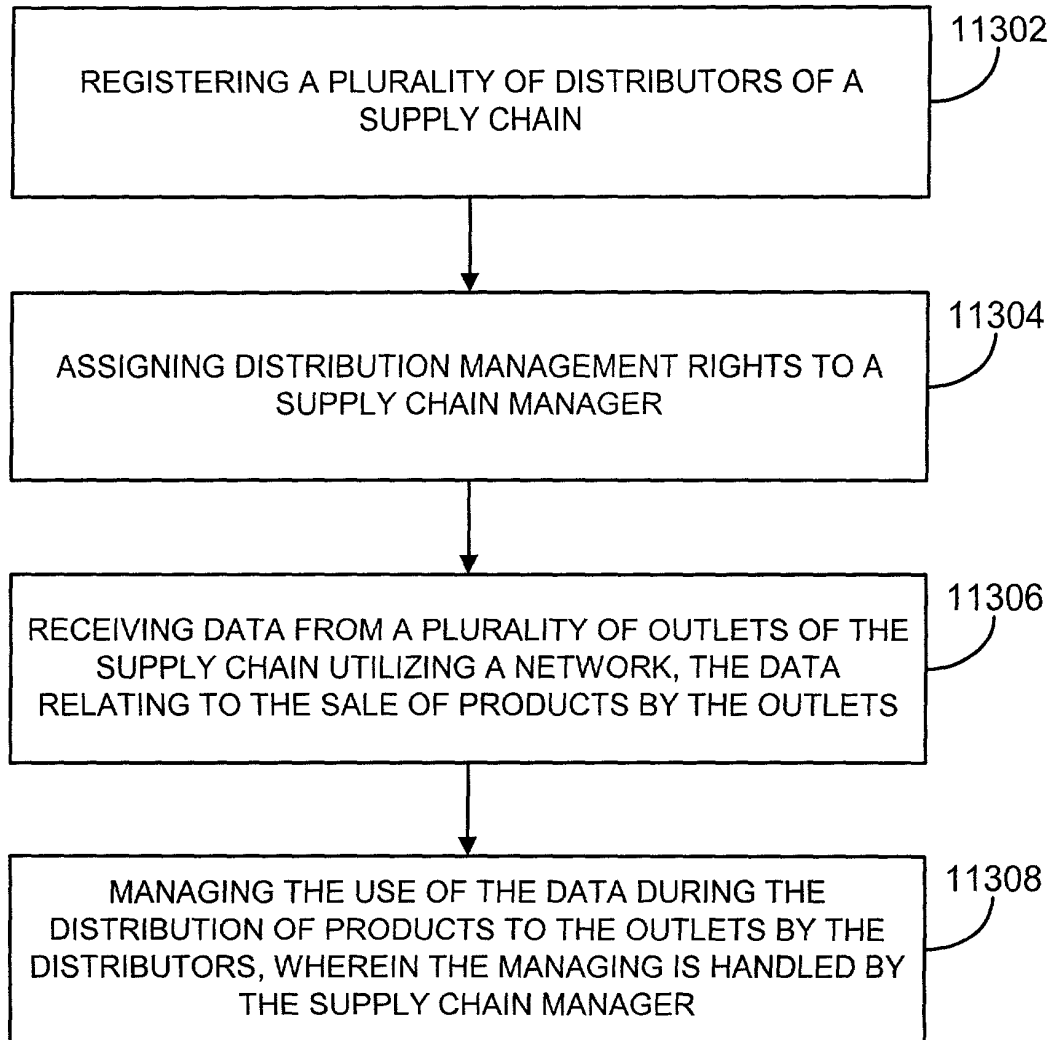 11302
REGISTERING A PLURALITY OF DISTRIBUTORS OF A
SUPPLY CHAIN
11304
ASSIGNING DISTRIBUTION MANAGEMENT RIGHTS TO A
SUPPLY CHAIN MANAGER
11306
RECEIVING DATA FROM A PLURALITY OF OUTLETS OF THE
SUPPLY CHAIN UTILIZING A NETWORK, THE DATA
RELATING TO THE SALE OF PRODUCTS BY THE OUTLETS
11308
MANAGING THE USE OF THE DATA DURING THE
DISTRIBUTION OF PRODUCTS TO THE OUTLETS BY THE
DISTRIBUTORS, WHEREIN THE MANAGING IS HANDLED BY
THE SUPPLY CHAIN MANAGER